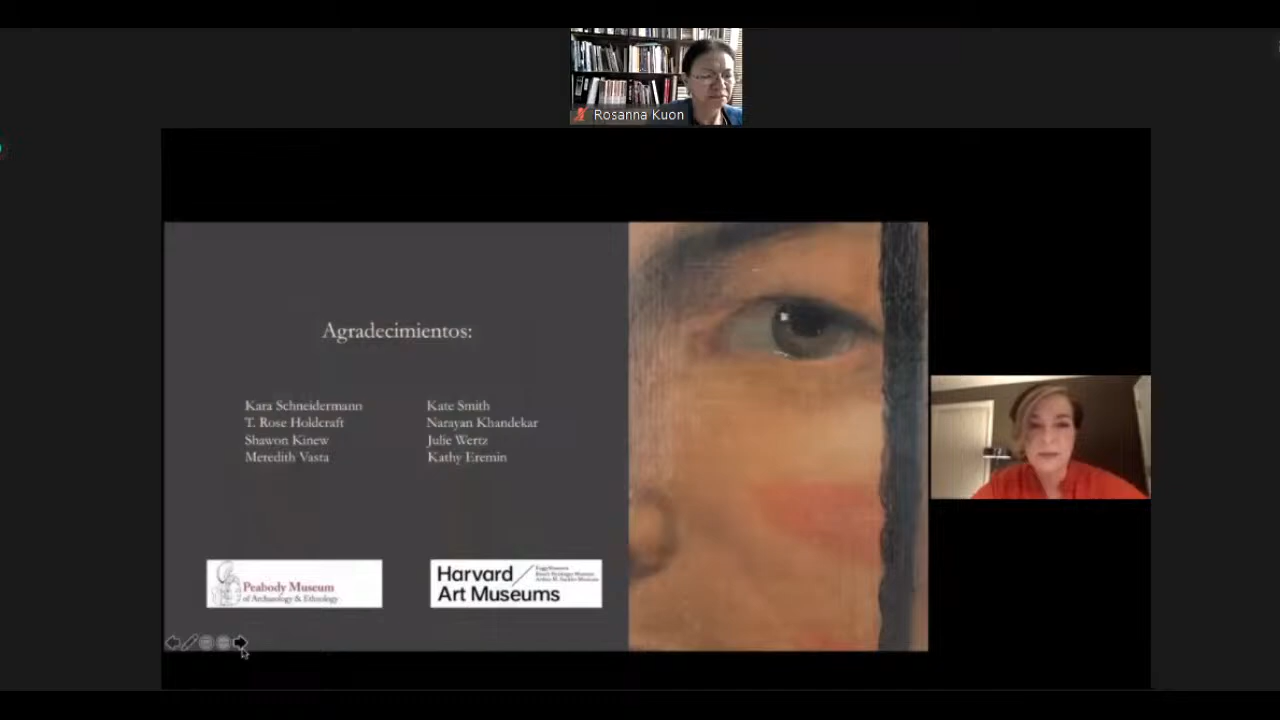 Rosanna Kuon
Agradecimientos:
Kara Schneidermann
T. Rose Holdcraft
Shawon Kinew
Meredith Vasta
Kate Smith
Narayan Khandekar
Julie Wertz
Kathy Eremin
Peabody Museum
of Archaeology & Ethnology
Harvard
Art Museums